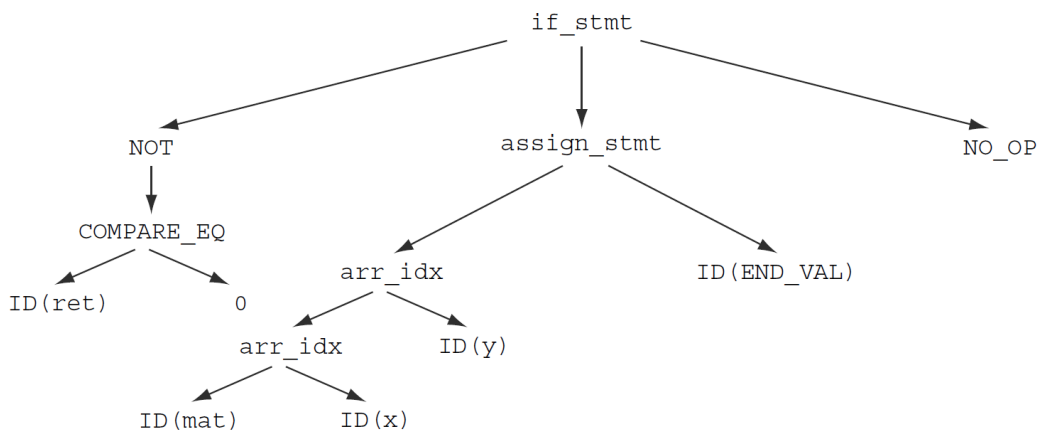 if_stmt
NOT assign_stmt NO_OP
COMPARE_EQ
arr_idx ID(END_VAL)
ID(ret) 0
arr_idx ID(y)
ID(mat) ID(x)